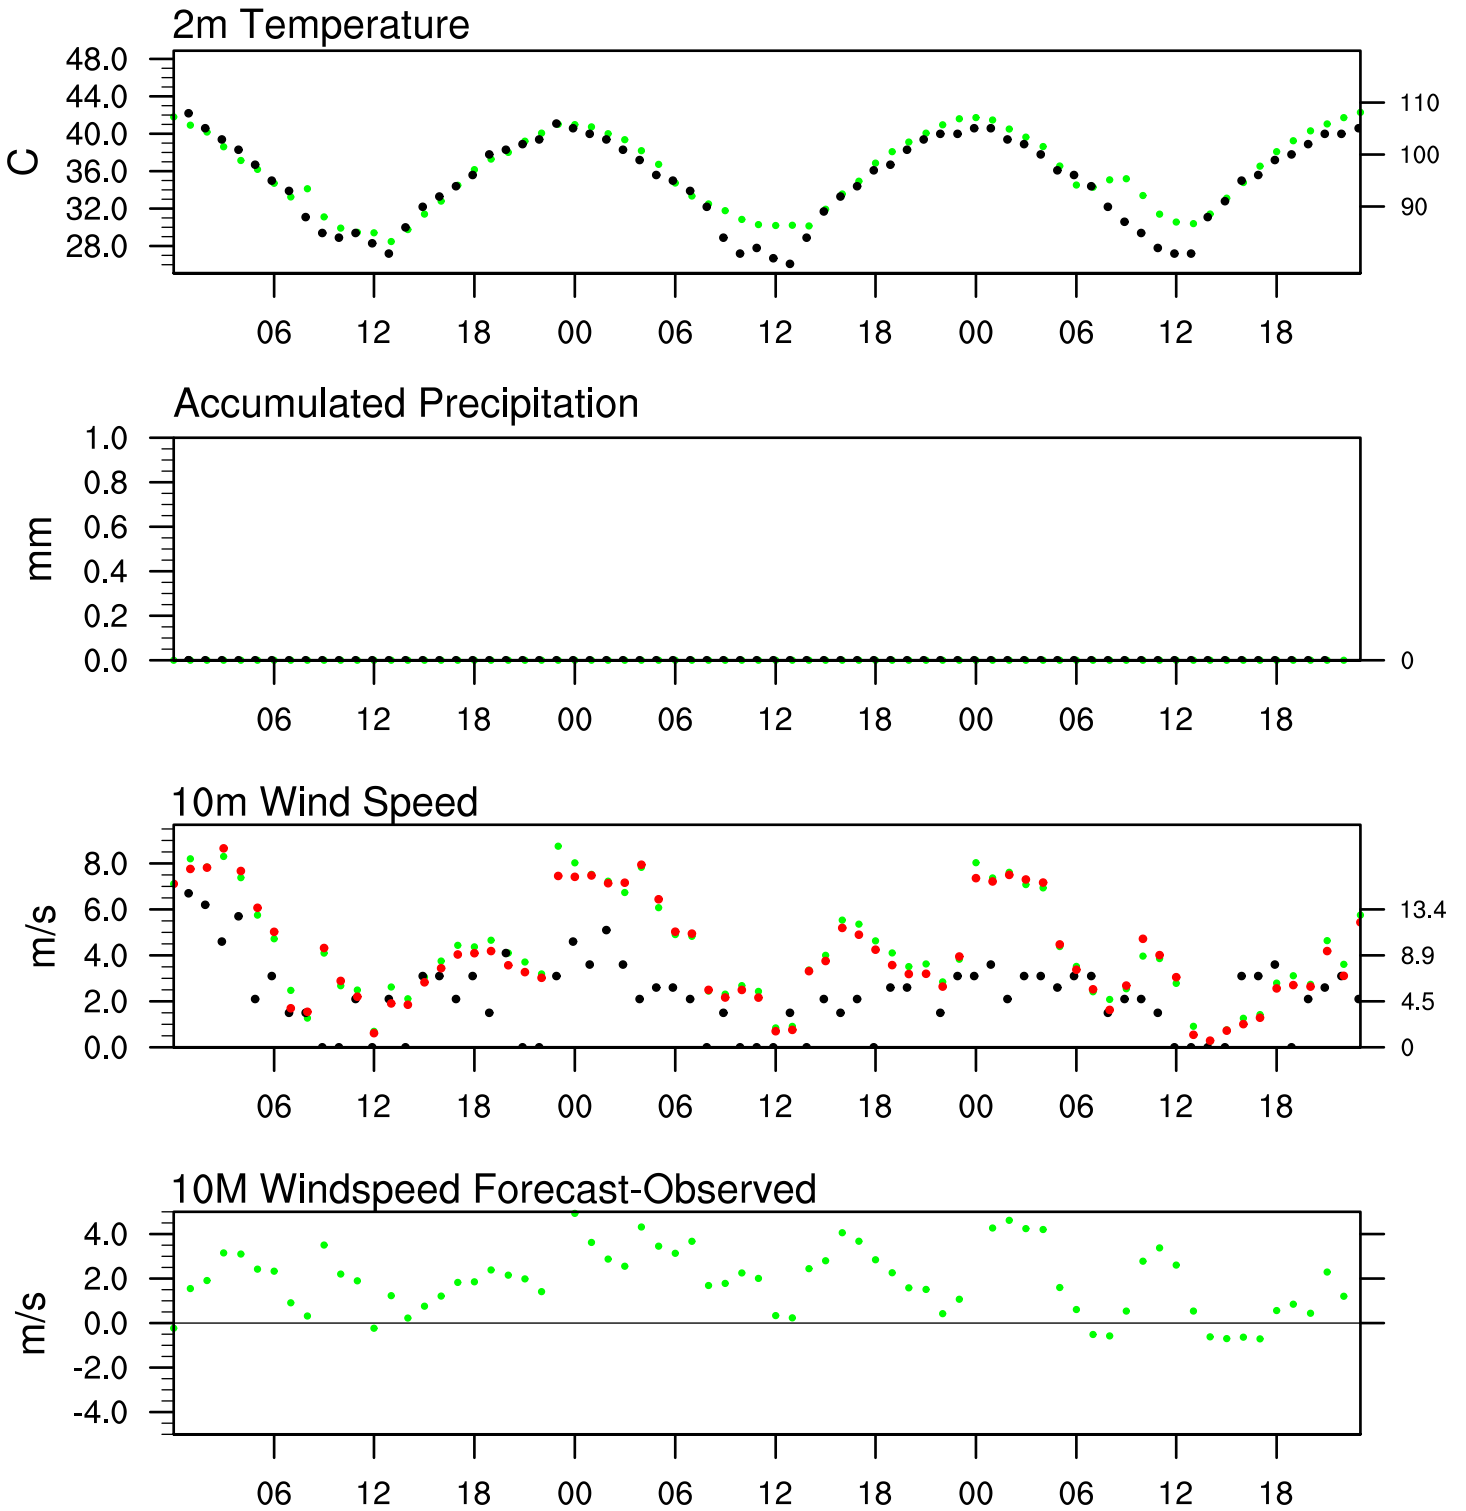 2m Temperature
48.0
44.0
40.0
36.0
32.0
28.0
C
110
100
90
06 12 18 00 06 12 18 00 06 12 18
Accumulated Precipitation
1.0
0.8
0.6
0.4
0.2
0.0
mm
0
06 12 18 00 06 12 18 00 06 12 18
10m Wind Speed
8.0
6.0
4.0
2.0
0.0
m/s
13.4
8.9
4.5
0
06 12 18 00 06 12 18 00 06 12 18
10M Windspeed Forecast-Observed
4.0
2.0
0.0
-2.0
-4.0
m/s
06 12 18 00 06 12 18 00 06 12 18